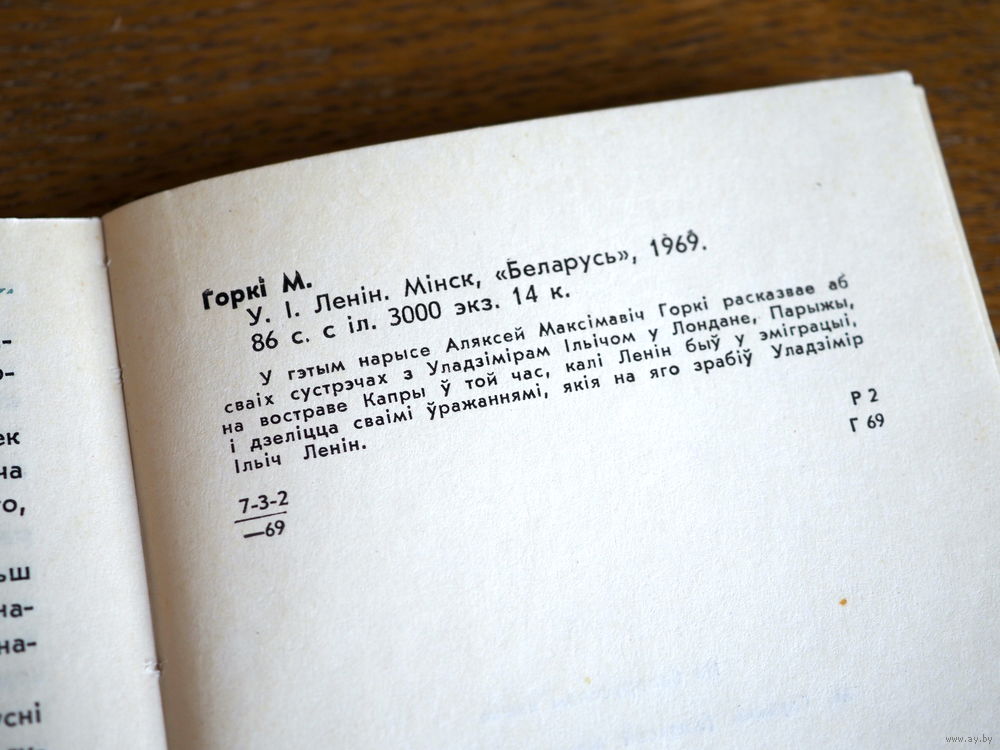 Горкі М.
У. І. Ленін. Мінск, «Беларусь», 1969.
86 с. с іл. 3000 экз. 14 к.
У гэтым нарысе Аляксей Максімавіч Горкі расказвае аб
сваіх сустрэчах з Уладзімірам Ільічом у Лондане, Парыжы,
на востраве Капры ў той час, калі Ленін быў у эміграцыі,
і дзеліцца сваімі ўражаннямі, якія на яго зрабіў Уладзімір
Ільіч Ленін.
Р 2
Г 69
7-3-2
—69
www.ay.by